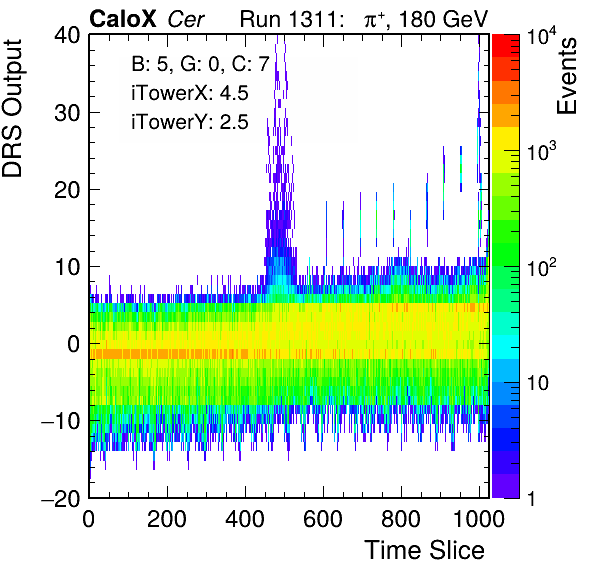 CaloX Cer Run 1311: π⁺, 180 GeV
B: 5, G: 0, C: 7
iTowerX: 4.5
iTowerY: 2.5
DRS Output
40
30
20
10
0
−10
−20
0 200 400 600 800 1000
Time Slice
Events
10⁴
10³
10²
10
1